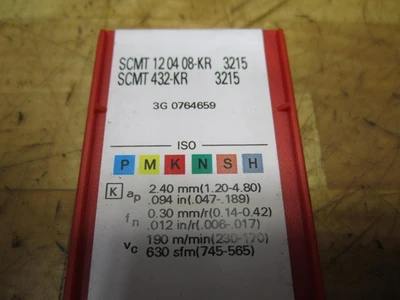 SCMT 12 04 08-KR 3215
SCMT 432-KR 3215
3G 0764659
ISO
P M K N S H
K ap 2.40 mm(1.20-4.80)
.094 in(.047-.189)
fn 0.30 mm/r(0.14-0.42)
.012 in/r(.006-.017)
vc 190 m/min(230-170)
630 sfm(745-565)